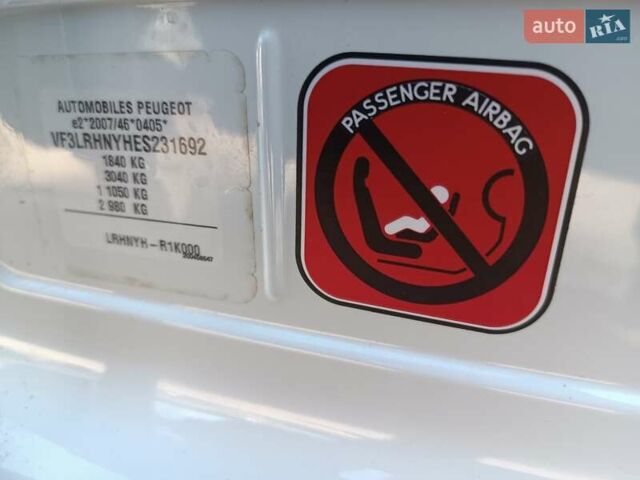 AUTOMOBILES PEUGEOT
e2*2007/46*0405*
VF3LRHNYHES231692
1840 KG
3040 KG
1 1050 KG
2 980 KG
LRHNYH-R1K000
PASSENGER AIRBAG
auto RIA
.com